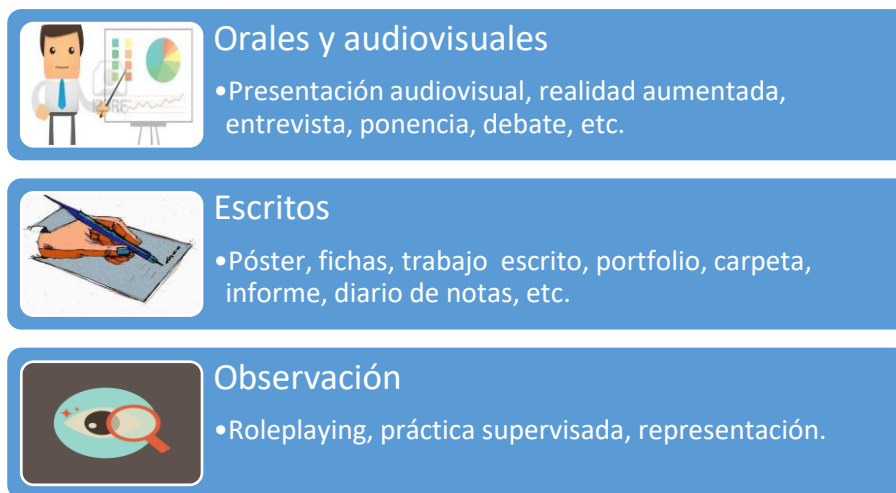 Orales y audiovisuales
•Presentación audiovisual, realidad aumentada,
entrevista, ponencia, debate, etc.
Escritos
•Póster, fichas, trabajo escrito, portfolio, carpeta,
informe, diario de notas, etc.
Observación
•Roleplaying, práctica supervisada, representación.